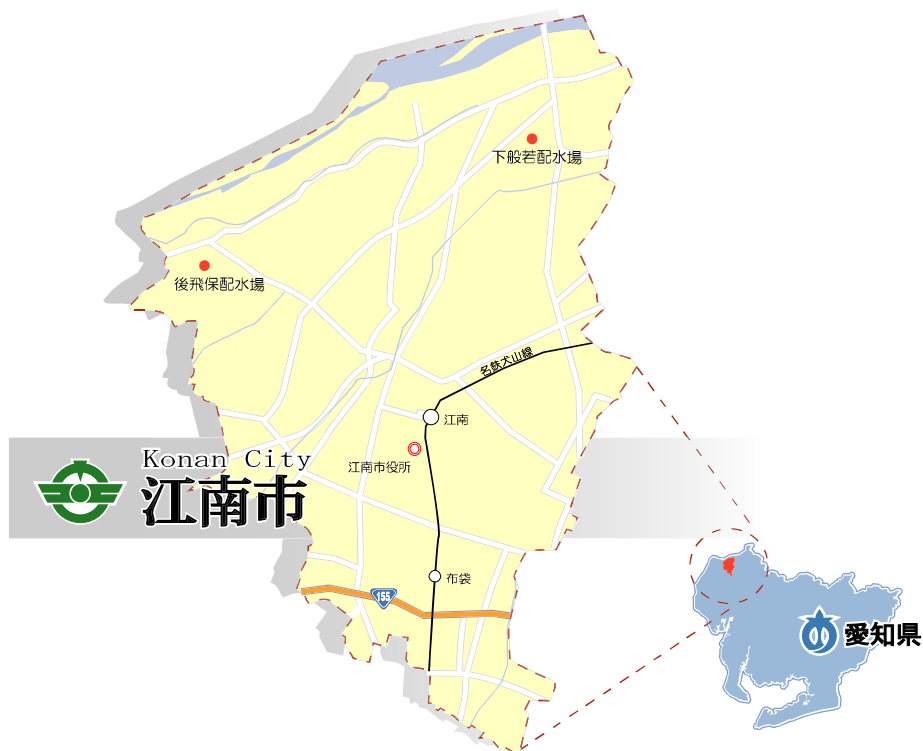 下般若配水場
後飛保配水場
名鉄犬山線
江南
江南市役所
Konan City
江南市
布袋
155
愛知県